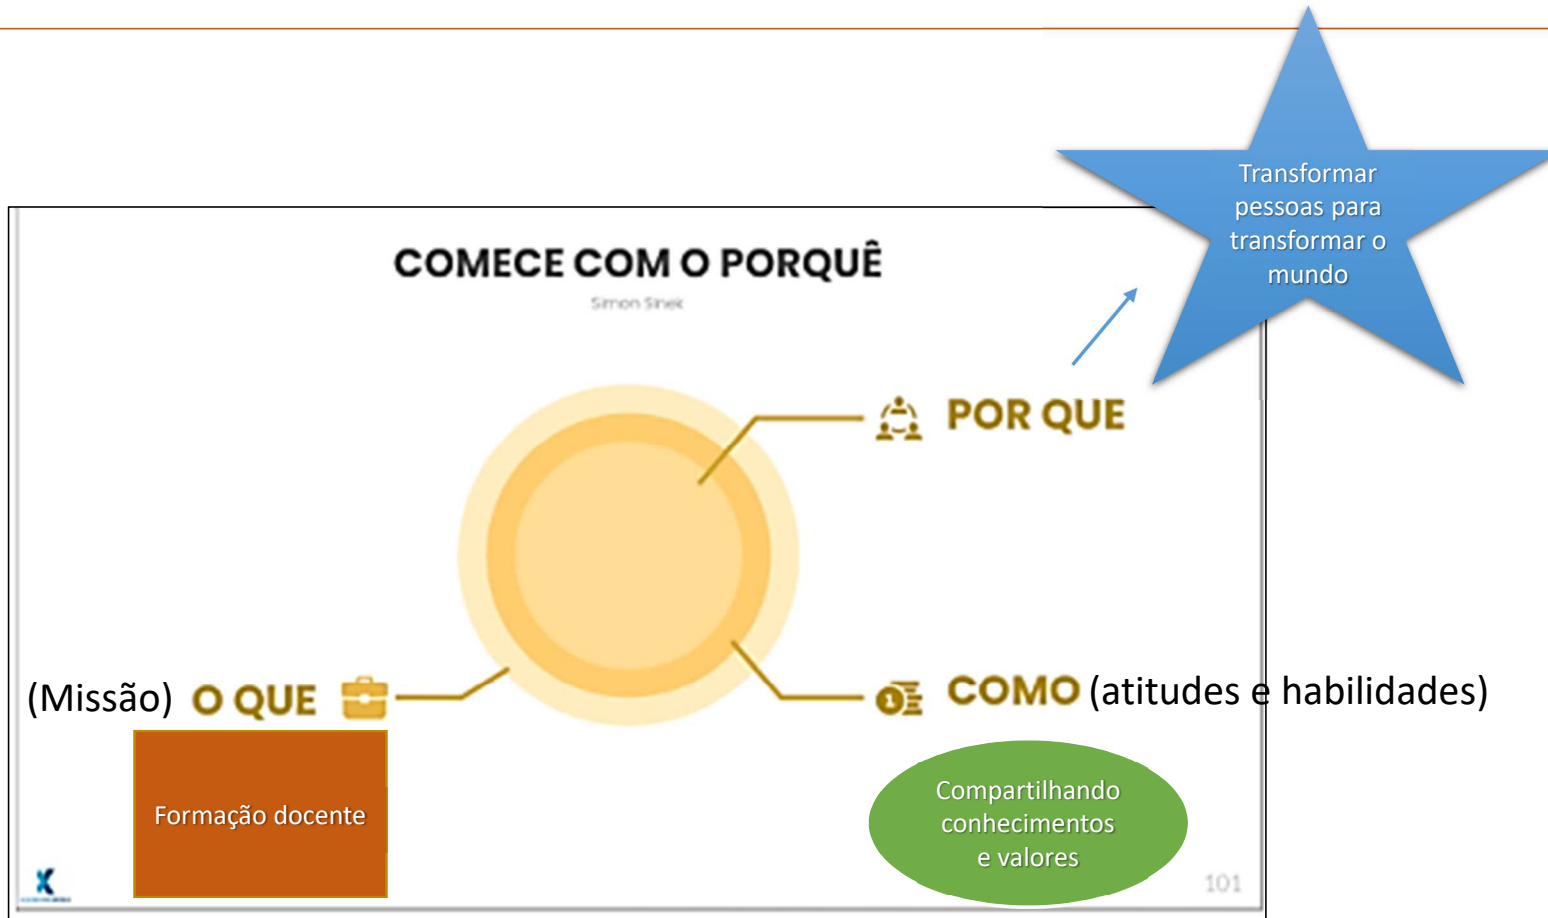 Transformar
pessoas para
transformar o
mundo
COMECE COM O PORQUÊ
Simon Sinek
POR QUE
(Missão) O QUE
COMO (atitudes e habilidades)
Formação docente
Compartilhando
conhecimentos
e valores
101